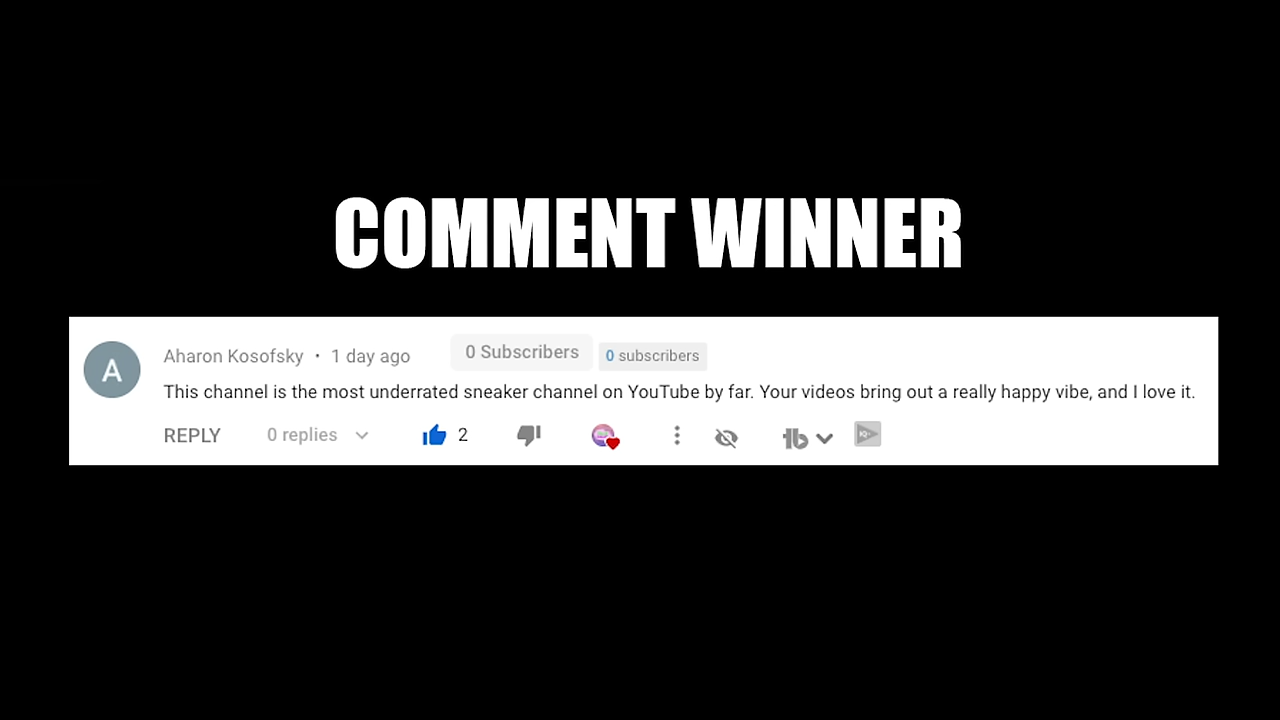 COMMENT WINNER
A
Aharon Kosofsky • 1 day ago 0 Subscribers 0 subscribers
This channel is the most underrated sneaker channel on YouTube by far. Your videos bring out a really happy vibe, and I love it.
REPLY 0 replies 2